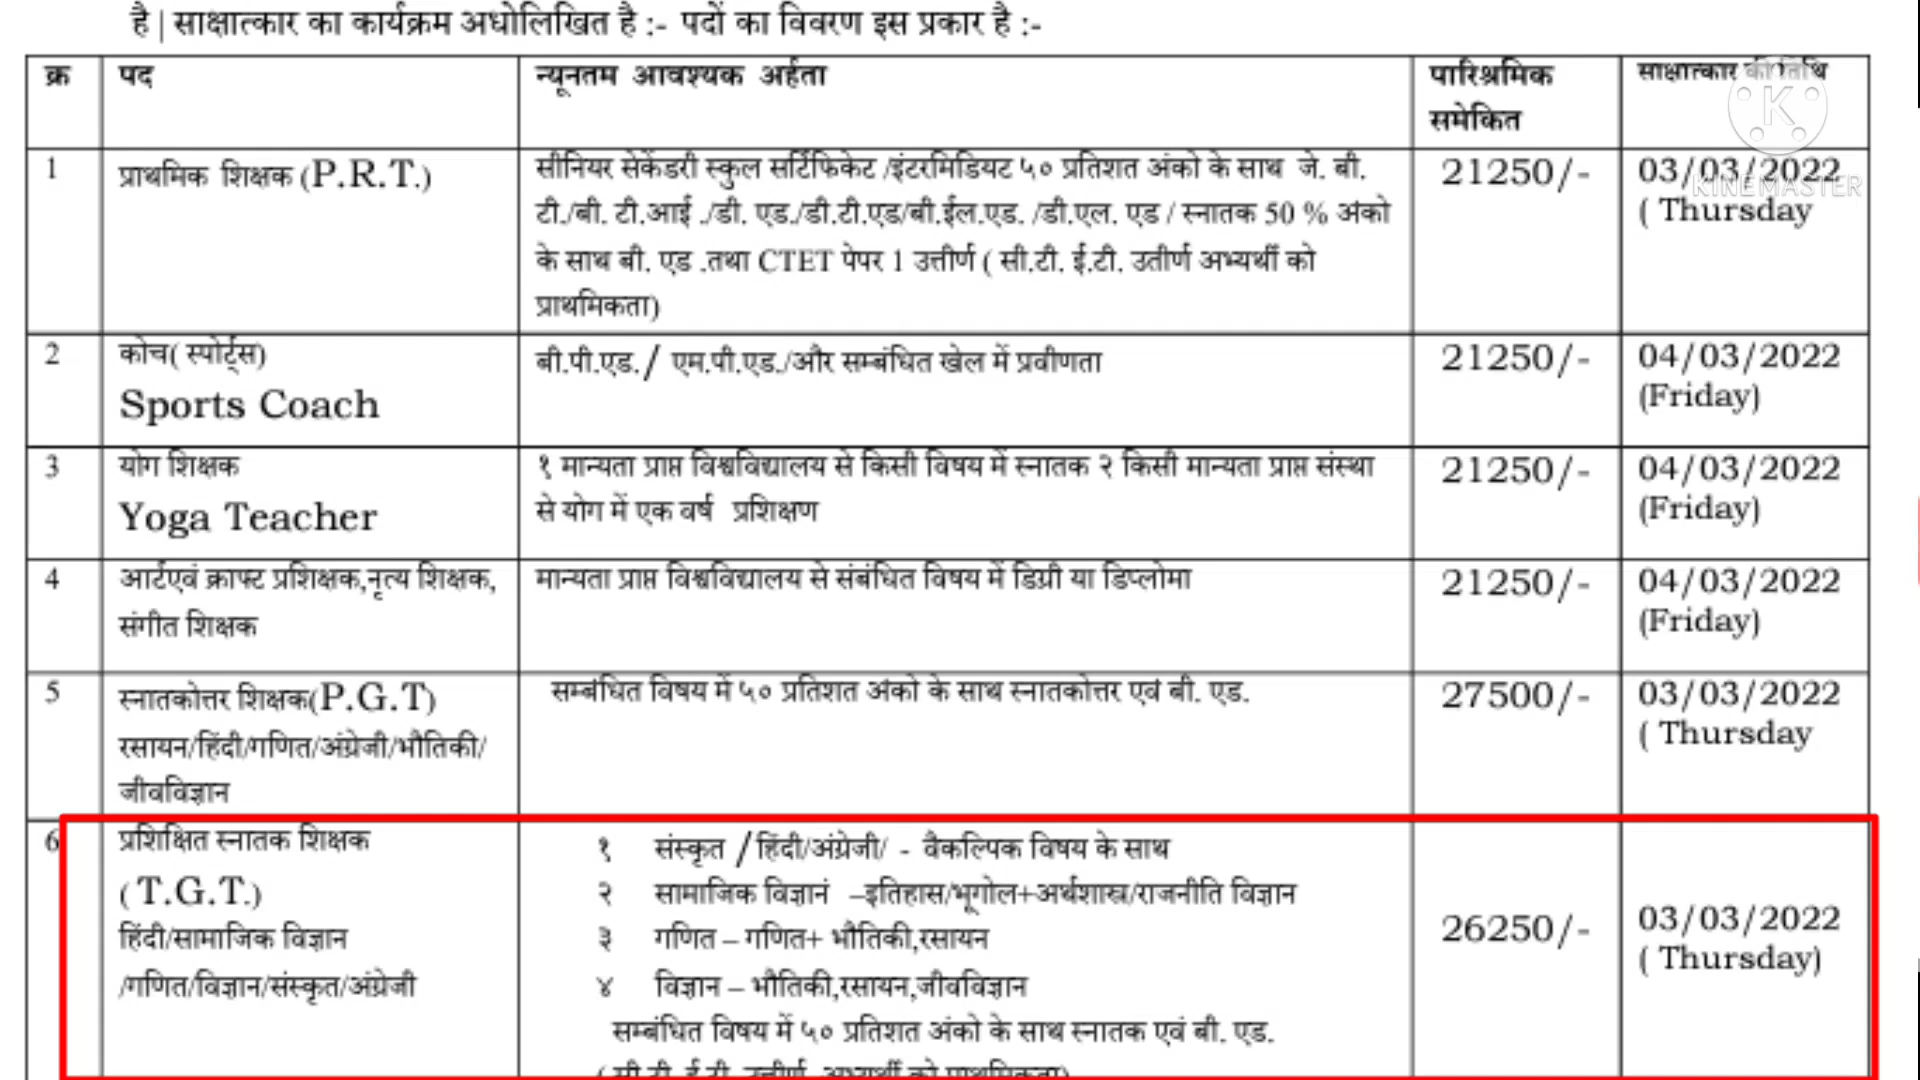 है | साक्षात्कार का कार्यक्रम अधोलिखित है :- पदों का विवरण इस प्रकार है :-
क्र पद न्यूनतम आवश्यक अर्हता पारिश्रमिक समेकित साक्षात्कार की तिथि
1 प्राथमिक शिक्षक (P.R.T.) सीनियर सेकेंडरी स्कुल सर्टिफिकेट /इंटरमिडियट ५० प्रतिशत अंको के साथ जे. बी. 21250/- 03/03/2022
टी./बी. टी.आई ./डी. एड./डी.टी.एड/बी.ईल.एड. /डी.एल. एड / स्नातक 50 % अंको ( Thursday
के साथ बी. एड .तथा CTET पेपर 1 उत्तीर्ण ( सी.टी. ई.टी. उतीर्ण अभ्यर्थी को
प्राथमिकता)
2 कोच( स्पोर्ट्स) बी.पी.एड./ एम.पी.एड./और सम्बंधित खेल में प्रवीणता 21250/- 04/03/2022
Sports Coach (Friday)
3 योग शिक्षक १ मान्यता प्राप्त विश्वविद्यालय से किसी विषय में स्नातक २ किसी मान्यता प्राप्त संस्था 21250/- 04/03/2022
Yoga Teacher से योग में एक वर्ष प्रशिक्षण (Friday)
4 आर्टएवं क्राफ्ट प्रशिक्षक,नृत्य शिक्षक, मान्यता प्राप्त विश्वविद्यालय से संबंधित विषय में डिग्री या डिप्लोमा 21250/- 04/03/2022
संगीत शिक्षक (Friday)
5 स्नातकोत्तर शिक्षक(P.G.T) सम्बंधित विषय में ५० प्रतिशत अंको के साथ स्नातकोत्तर एवं बी. एड. 27500/- 03/03/2022
रसायन/हिंदी/गणित/अंग्रेजी/भौतिकी/ ( Thursday
जीवविज्ञान
6 प्रशिक्षित स्नातक शिक्षक १ संस्कृत /हिंदी/अंग्रेजी/ - वैकल्पिक विषय के साथ
( T.G.T.) २ सामाजिक विज्ञानं –इतिहास/भूगोल+अर्थशास्त्र/राजनीति विज्ञान
हिंदी/सामाजिक विज्ञान ३ गणित – गणित+ भौतिकी,रसायन 26250/- 03/03/2022
/गणित/विज्ञान/संस्कृत/अंग्रेजी ४ विज्ञान – भौतिकी,रसायन,जीवविज्ञान ( Thursday)
सम्बंधित विषय में ५० प्रतिशत अंको के साथ स्नातक एवं बी. एड.
( सी.टी. ई.टी. उत्तीर्ण अभ्यर्थी को प्राथमिकता)
K
KINEMASTER